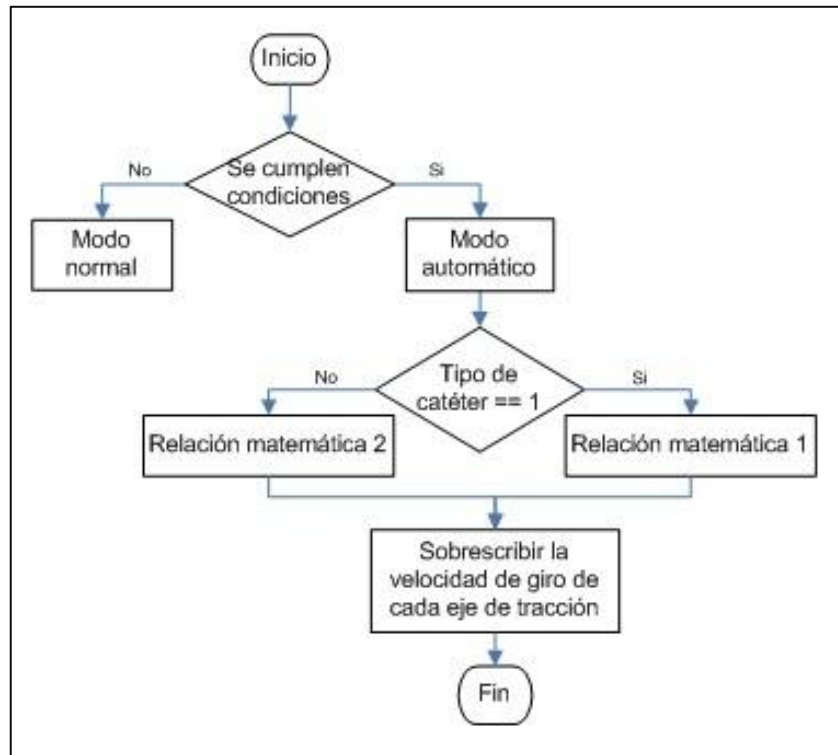 Inicio
Se cumplen
condiciones
No
Si
Modo
normal
Modo
automático
Tipo de
catéter == 1
No
Si
Relación matemática 2
Relación matemática 1
Sobrescribir la
velocidad de giro de
cada eje de tracción
Fin